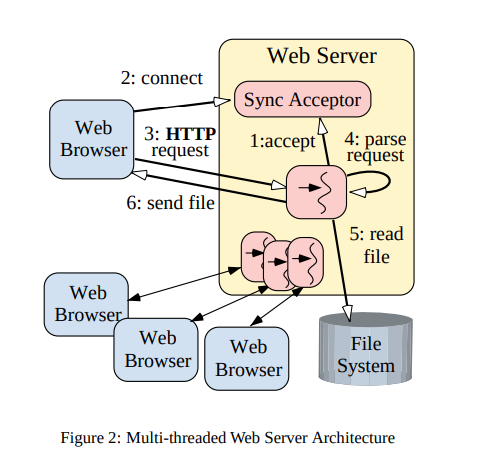 Web Server
2: connect
Sync Acceptor
Web
Browser
3: HTTP
request
1:accept
4: parse
request
6: send file
5: read
file
Web
Browser
Web
Browser
Web
Browser
File
System
Figure 2: Multi-threaded Web Server Architecture